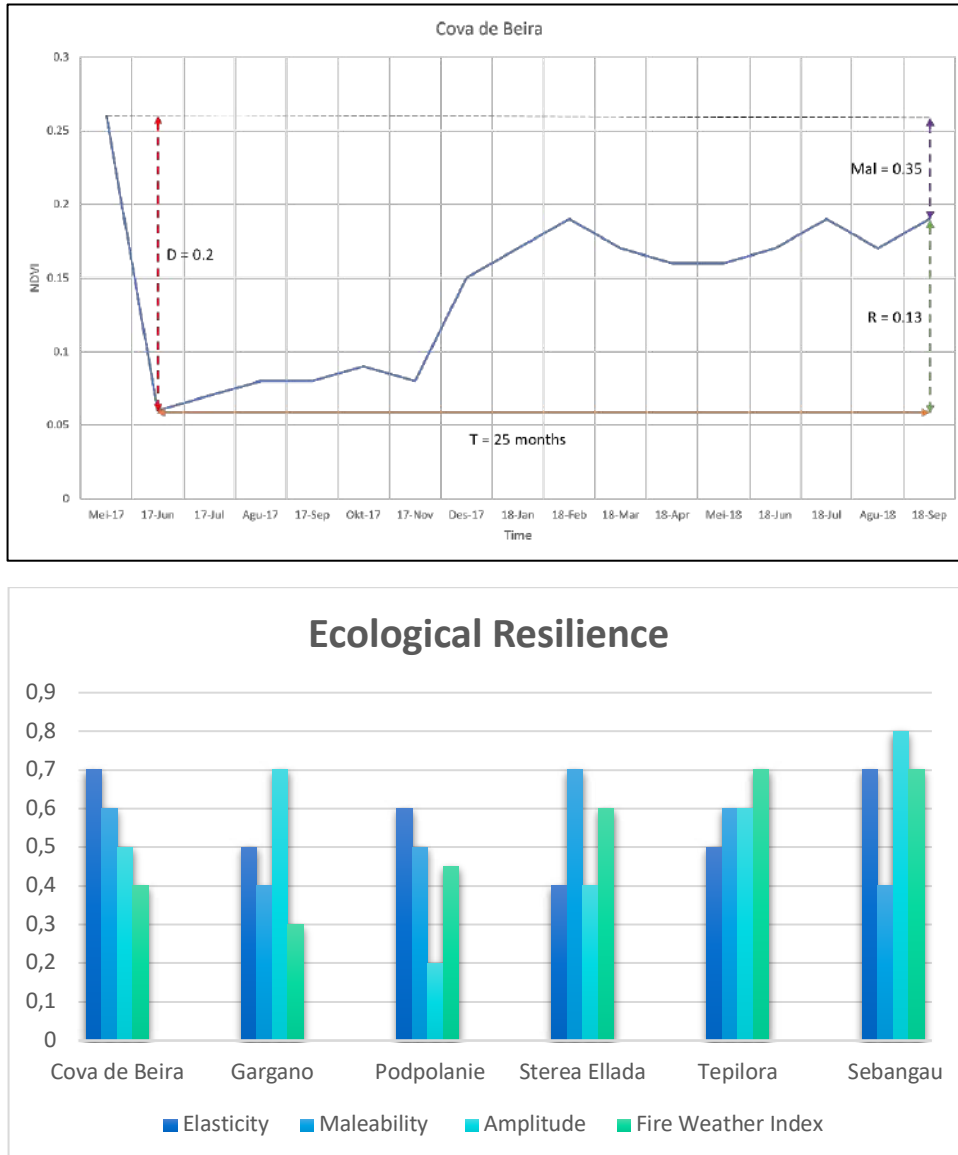 Cova de Beira
0.3
0.25
0.2
0.15
0.1
0.05
0
NDVI
D = 0.2
Mal = 0.35
R = 0.13
T = 25 months
Mei-17 17-Jun 17-Jul Agu-17 17-Sep Okt-17 17-Nov Des-17 18-Jan 18-Feb 18-Mar 18-Apr Mei-18 18-Jun 18-Jul Agu-18 18-Sep
Time
Ecological Resilience
0,9
0,8
0,7
0,6
0,5
0,4
0,3
0,2
0,1
0
Cova de Beira Gargano Podpolanie Sterea Ellada Tepilora Sebangau
Elasticity Maleability Amplitude Fire Weather Index